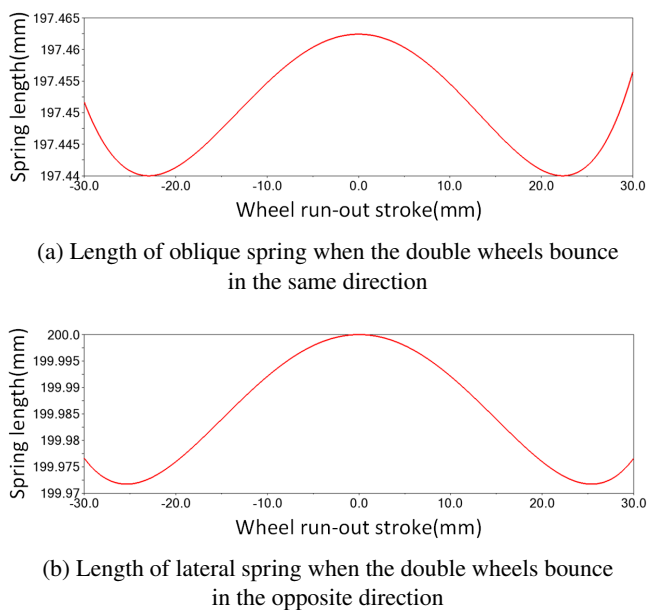 197.465
197.46
197.455
197.45
197.445
197.44
Spring length(mm)
-30.0 -20.0 -10.0 0.0 10.0 20.0 30.0
Wheel run-out stroke(mm)
(a) Length of oblique spring when the double wheels bounce
in the same direction
200.0
199.995
199.99
199.985
199.98
199.975
199.97
Spring length(mm)
-30.0 -20.0 -10.0 0.0 10.0 20.0 30.0
Wheel run-out stroke(mm)
(b) Length of lateral spring when the double wheels bounce
in the opposite direction